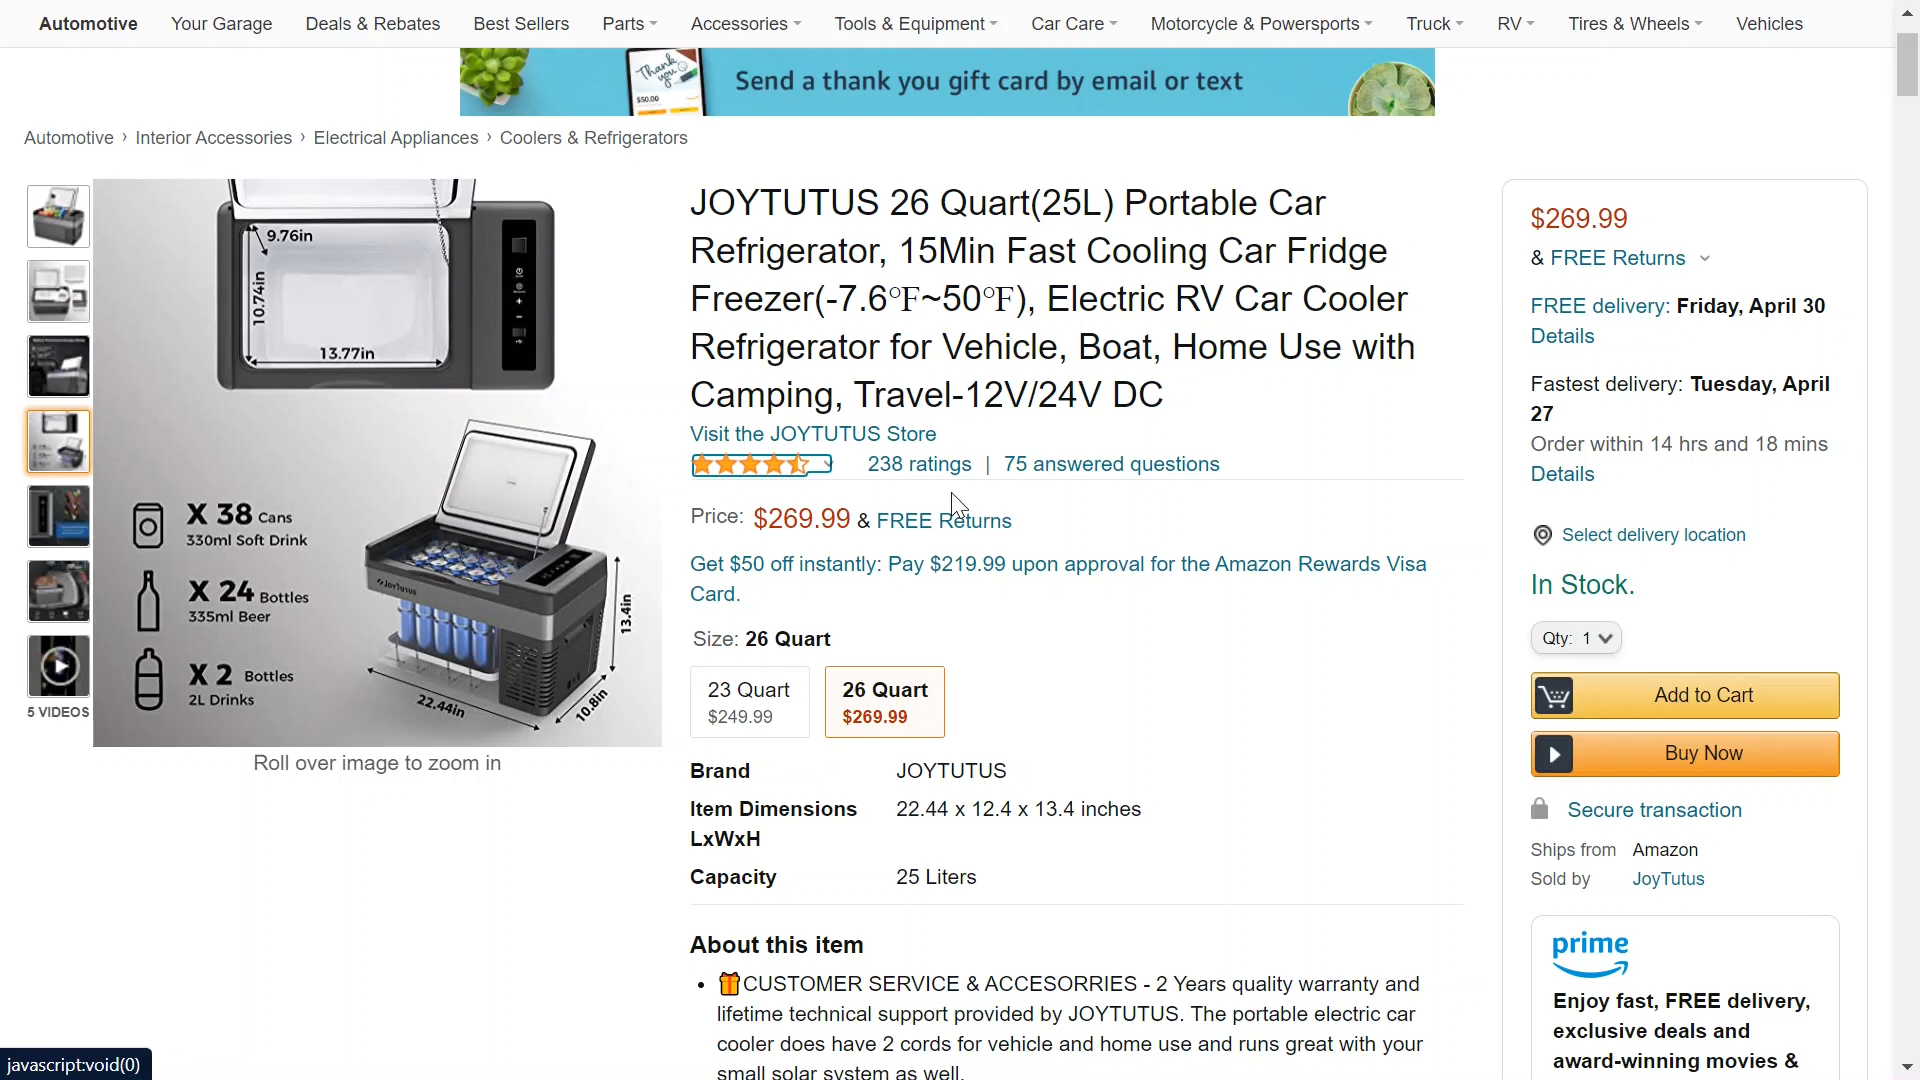 Automotive Your Garage Deals & Rebates Best Sellers Parts Accessories Tools & Equipment Car Care Motorcycle & Powersports Truck RV Tires & Wheels Vehicles
Thank you
$50.00
Send a thank you gift card by email or text
Automotive › Interior Accessories › Electrical Appliances › Coolers & Refrigerators
5 VIDEOS
9.76in
10.74in
13.77in
X 38 Cans
330ml Soft Drink
X 24 Bottles
335ml Beer
X 2 Bottles
2L Drinks
JoyTutus
13.4in
22.44in
10.8in
Roll over image to zoom in
JOYTUTUS 26 Quart(25L) Portable Car
Refrigerator, 15Min Fast Cooling Car Fridge
Freezer(-7.6℉~50℉), Electric RV Car Cooler
Refrigerator for Vehicle, Boat, Home Use with
Camping, Travel-12V/24V DC
Visit the JOYTUTUS Store
238 ratings | 75 answered questions
Price: $269.99 & FREE Returns
Get $50 off instantly: Pay $219.99 upon approval for the Amazon Rewards Visa
Card.
Size: 26 Quart
23 Quart
$249.99
26 Quart
$269.99
Brand JOYTUTUS
Item Dimensions 22.44 x 12.4 x 13.4 inches
LxWxH
Capacity 25 Liters
About this item
• 🎁CUSTOMER SERVICE & ACCESORRIES - 2 Years quality warranty and
lifetime technical support provided by JOYTUTUS. The portable electric car
cooler does have 2 cords for vehicle and home use and runs great with your
small solar system as well.
$269.99
& FREE Returns
FREE delivery: Friday, April 30
Details
Fastest delivery: Tuesday, April
27
Order within 14 hrs and 18 mins
Details
Select delivery location
In Stock.
Qty: 1
Add to Cart
Buy Now
Secure transaction
Ships from Amazon
Sold by JoyTutus
prime
Enjoy fast, FREE delivery,
exclusive deals and
award-winning movies &
javascript:void(0)